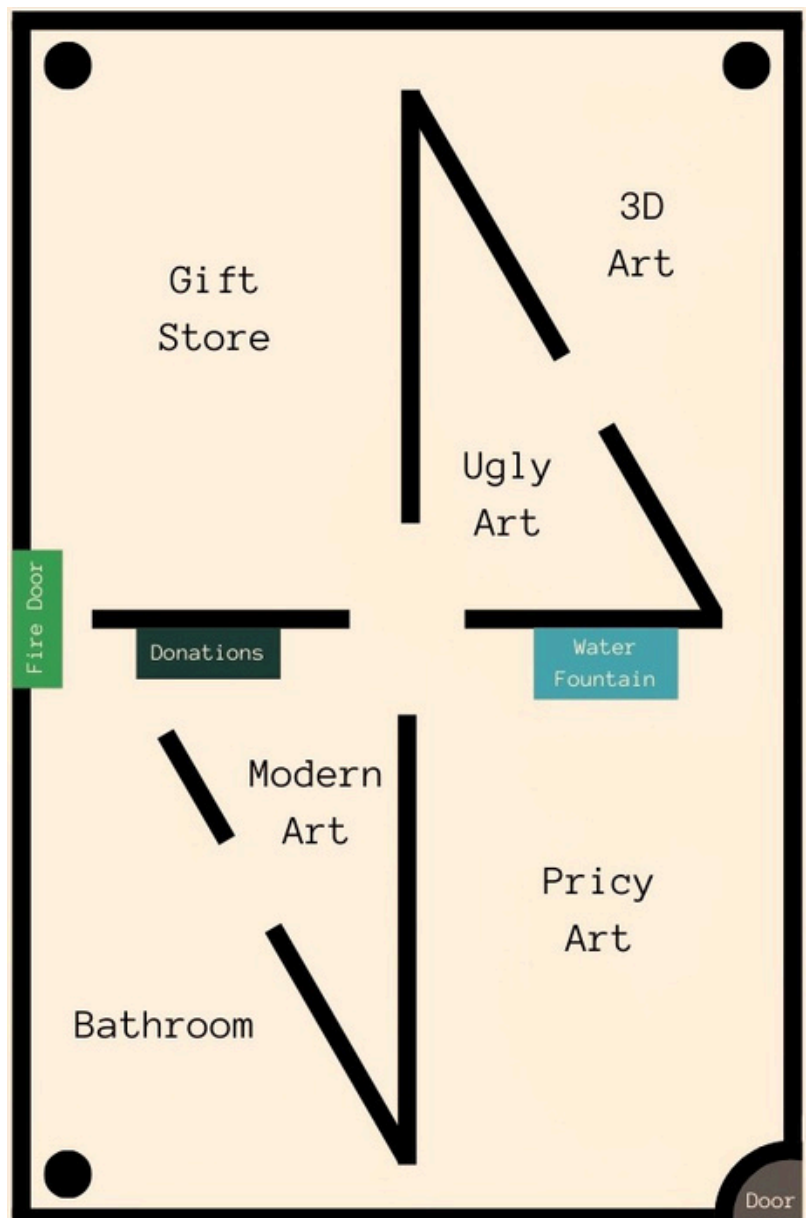 3D
Art
Gift
Store
Ugly
Art
Fire Door
Donations
Water
Fountain
Modern
Art
Pricy
Art
Bathroom
Door